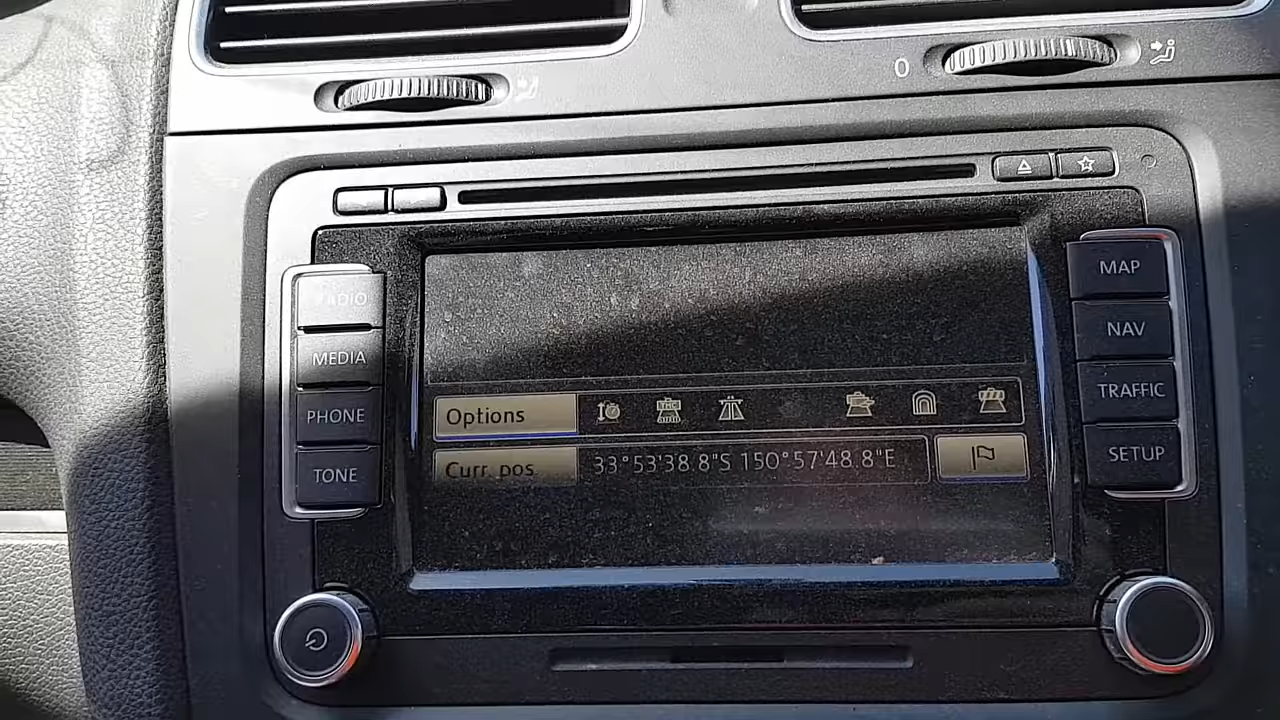 0
RADIO
MEDIA
PHONE
TONE
MAP
NAV
TRAFFIC
SETUP
Options
TMC
Curr. pos
33°53'38.8"S 150°57'48.8"E